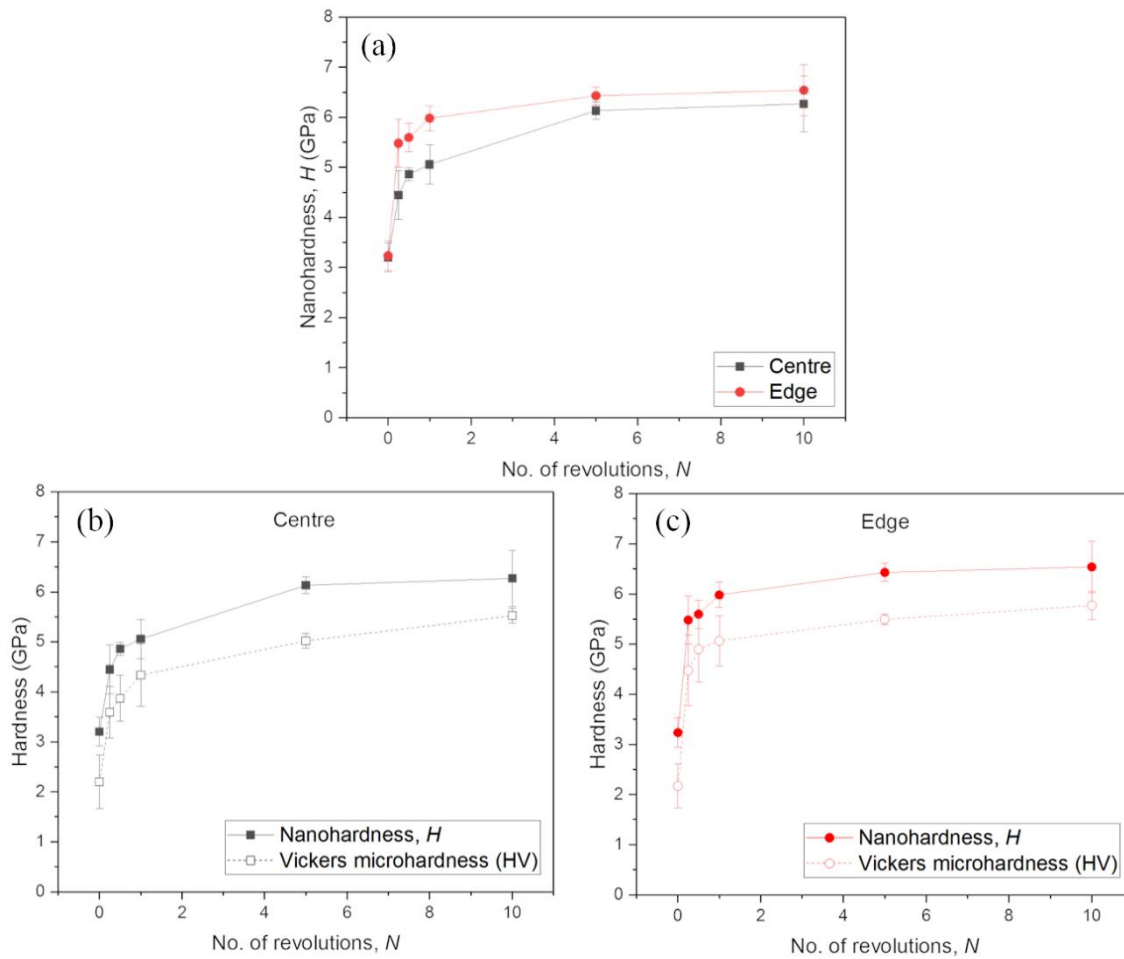 (a)
8
7
6
5
4
3
2
1
0
Nanohardness, H (GPa)
Centre
Edge
0 2 4 6 8 10
No. of revolutions, N
(b)
Centre
8
7
6
5
4
3
2
1
0
Hardness (GPa)
Nanohardness, H
Vickers microhardness (HV)
0 2 4 6 8 10
No. of revolutions, N
(c)
Edge
8
7
6
5
4
3
2
1
0
Hardness (GPa)
Nanohardness, H
Vickers microhardness (HV)
0 2 4 6 8 10
No. of revolutions, N